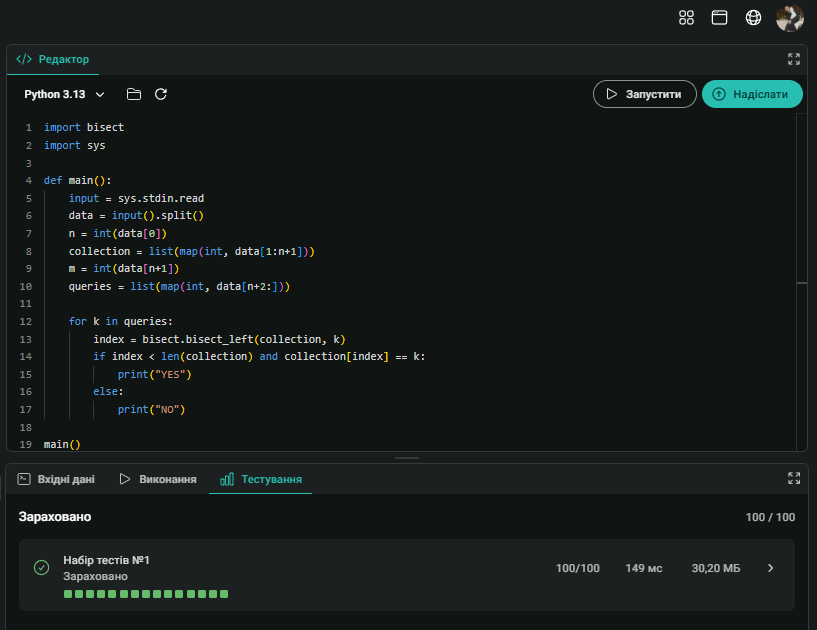 </> Редактор
Python 3.13
Запустити
Надіслати
1 import bisect
2 import sys
3
4 def main():
5     input = sys.stdin.read
6     data = input().split()
7     n = int(data[0])
8     collection = list(map(int, data[1:n+1]))
9     m = int(data[n+1])
10     queries = list(map(int, data[n+2:]))
11
12     for k in queries:
13         index = bisect.bisect_left(collection, k)
14         if index < len(collection) and collection[index] == k:
15             print("YES")
16         else:
17             print("NO")
18
19 main()
Вхідні дані
Виконання
Тестування
Зараховано
100 / 100
Набір тестів №1
Зараховано
100/100
149 мс
30,20 МБ